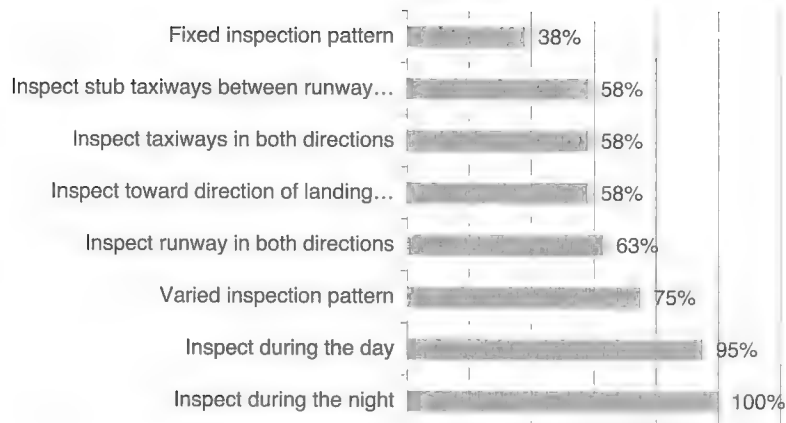 Fixed inspection pattern 38%
Inspect stub taxiways between runway... 58%
Inspect taxiways in both directions 58%
Inspect toward direction of landing... 58%
Inspect runway in both directions 63%
Varied inspection pattern 75%
Inspect during the day 95%
Inspect during the night 100%